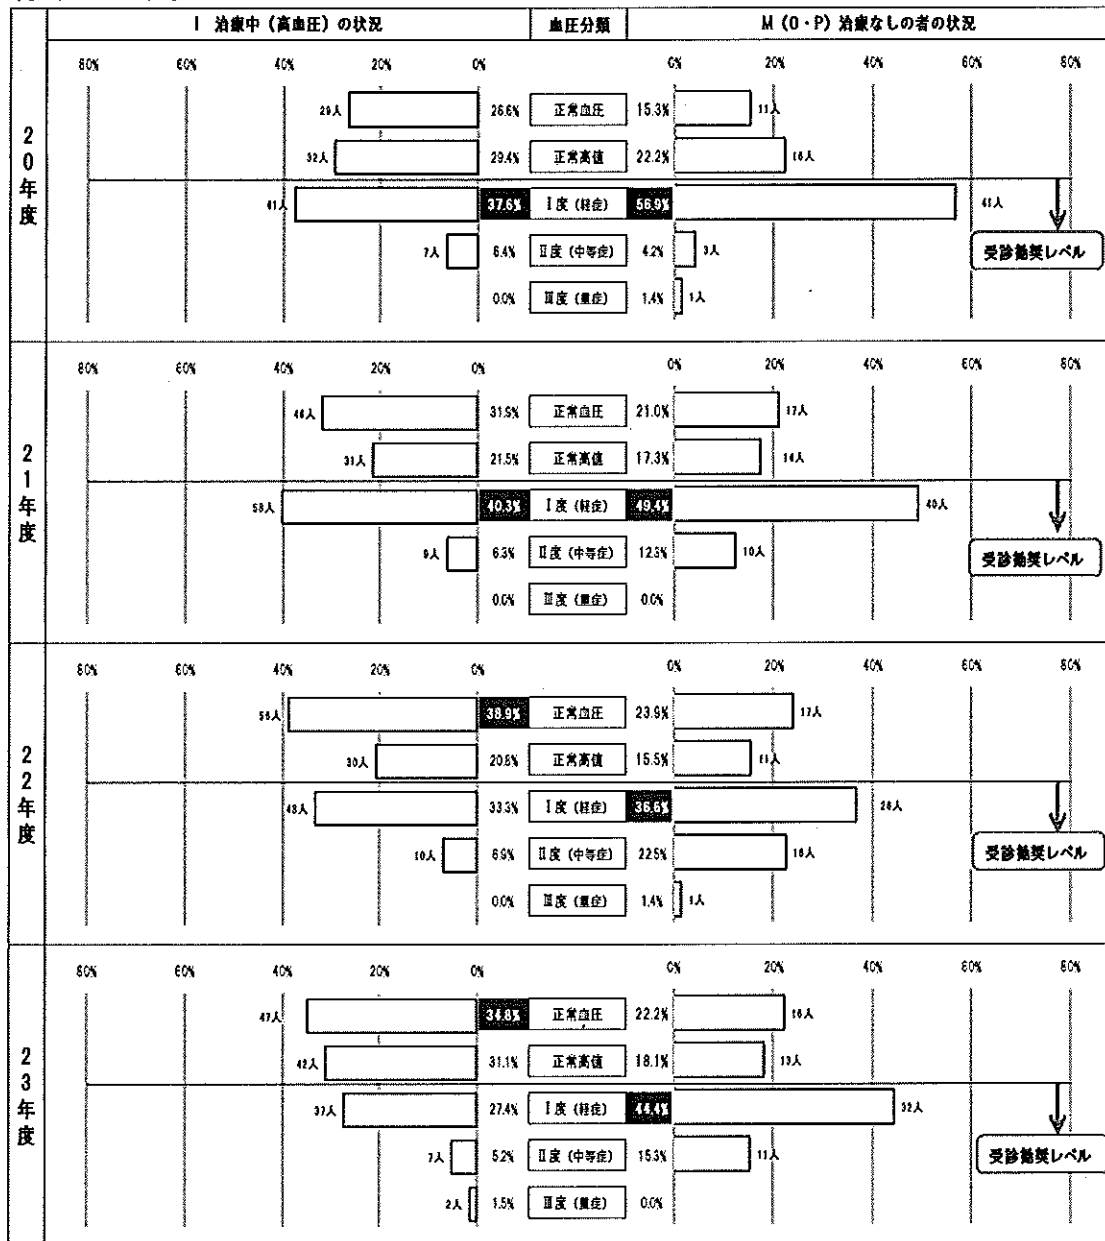 Ⅰ 治療中（高血圧）の状況 血圧分類 M（O・P）治療なしの者の状況
20年度
80% 60% 40% 20% 0% 0% 20% 40% 60% 80%
29人 26.6% 正常血圧 15.3% 11人
32人 29.4% 正常高値 22.2% 16人
41人 37.6% Ⅰ度（軽症） 56.9% 41人
7人 6.4% Ⅱ度（中等症） 4.2% 3人
0.0% Ⅲ度（重症） 1.4% 1人
受診勧奨レベル
21年度
80% 60% 40% 20% 0% 0% 20% 40% 60% 80%
46人 31.9% 正常血圧 21.0% 17人
31人 21.5% 正常高値 17.3% 14人
58人 40.3% Ⅰ度（軽症） 49.4% 40人
9人 6.3% Ⅱ度（中等症） 12.3% 10人
0.0% Ⅲ度（重症） 0.0%
受診勧奨レベル
22年度
80% 60% 40% 20% 0% 0% 20% 40% 60% 80%
56人 38.9% 正常血圧 23.9% 17人
30人 20.8% 正常高値 15.5% 11人
48人 33.3% Ⅰ度（軽症） 36.6% 26人
10人 6.9% Ⅱ度（中等症） 22.5% 16人
0.0% Ⅲ度（重症） 1.4% 1人
受診勧奨レベル
23年度
80% 60% 40% 20% 0% 0% 20% 40% 60% 80%
47人 34.8% 正常血圧 22.2% 16人
42人 31.1% 正常高値 18.1% 13人
37人 27.4% Ⅰ度（軽症） 44.4% 32人
7人 5.2% Ⅱ度（中等症） 15.3% 11人
2人 1.5% Ⅲ度（重症） 0.0%
受診勧奨レベル